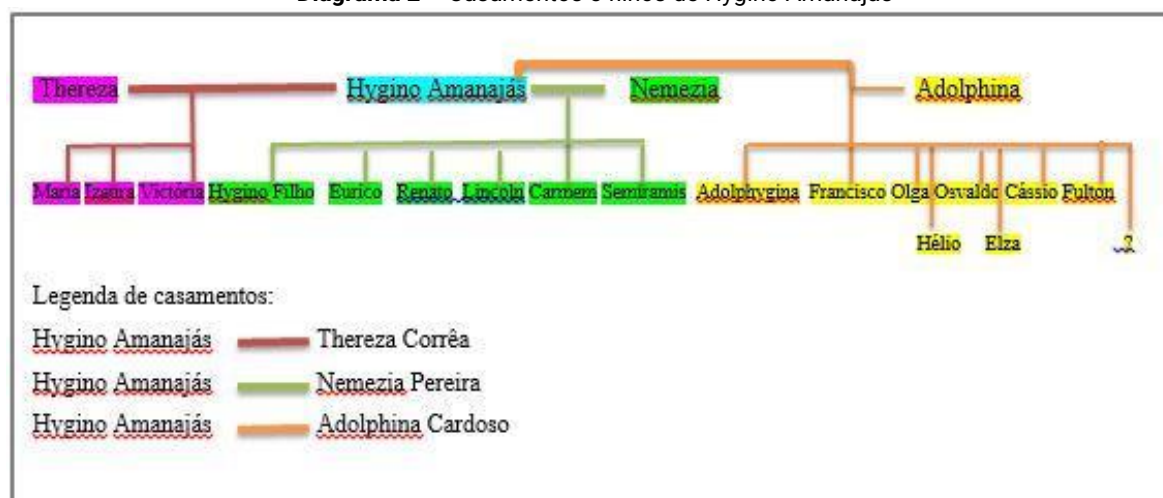 Diagrama 2 – Casamentos e filhos de Hygino Amanajás
Thereza Hygino Amanajás Nemezia Adolphina
Maria Izaura Victória Hygino Filho Eurico Renato Lincoln Carmem Semiramis Adolphygina Francisco Olga Osvaldo Cássio Fulton
Hélio Elza ?
Legenda de casamentos:
Hygino Amanajás Thereza Corrêa
Hygino Amanajás Nemezia Pereira
Hygino Amanajás Adolphina Cardoso